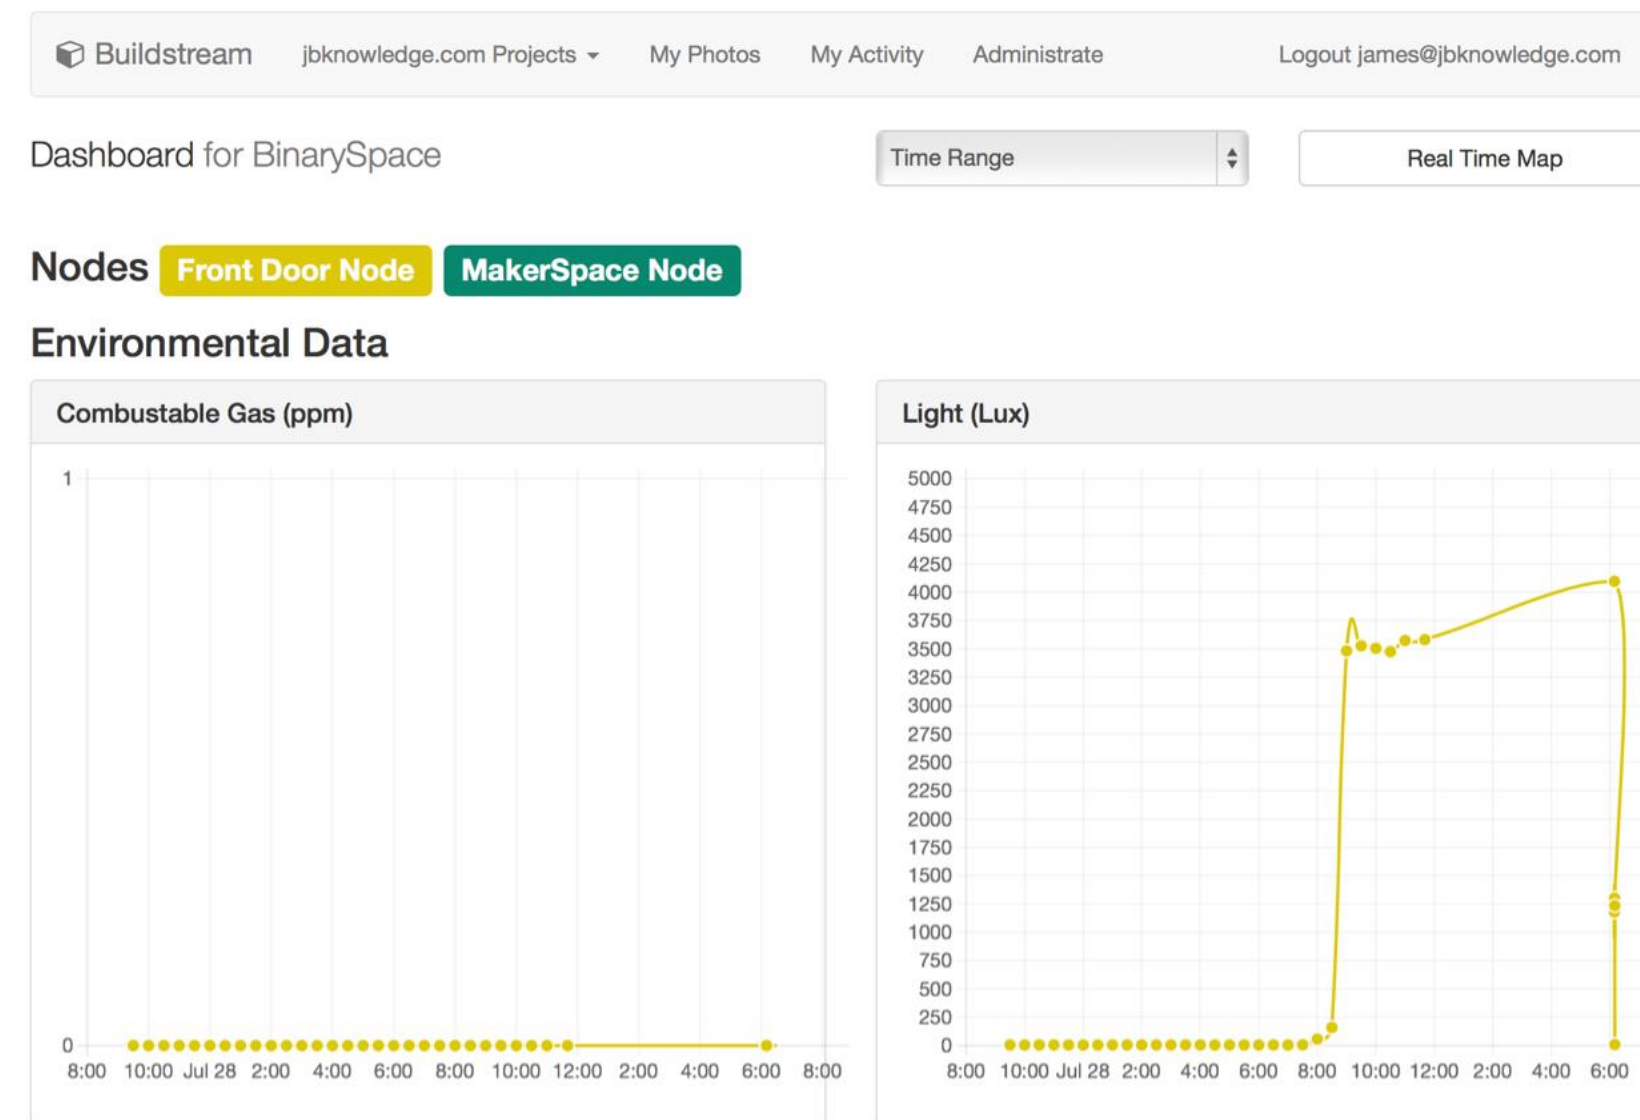 Buildstream jbknowledge.com Projects My Photos My Activity Administrate Logout james@jbknowledge.com
Dashboard for BinarySpace Time Range Real Time Map
Nodes Front Door Node MakerSpace Node
Environmental Data
Combustable Gas (ppm)
1
0
8:00 10:00 Jul 28 2:00 4:00 6:00 8:00 10:00 12:00 2:00 4:00 6:00 8:00
Light (Lux)
5000
4750
4500
4250
4000
3750
3500
3250
3000
2750
2500
2250
2000
1750
1500
1250
1000
750
500
250
0
8:00 10:00 Jul 28 2:00 4:00 6:00 8:00 10:00 12:00 2:00 4:00 6:00